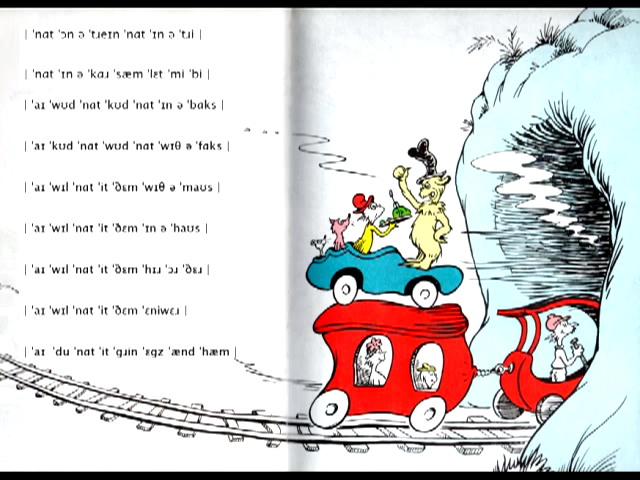 | ˈnɑt ˈɔn ə ˈtɹeɪn ˈnɑt ˈɪn ə ˈtɹi |
| ˈnɑt ˈɪn ə ˈkɑɹ ˈsæm ˈlɛt ˈmi ˈbi |
| ˈaɪ ˈwʊd ˈnɑt ˈkʊd ˈnɑt ˈɪn ə ˈbɑks |
| ˈaɪ ˈkʊd ˈnɑt ˈwʊd ˈnɑt ˈwɪθ ə ˈfɑks |
| ˈaɪ ˈwɪl ˈnɑt ˈit ˈðɛm ˈwɪθ ə ˈmaʊs |
| ˈaɪ ˈwɪl ˈnɑt ˈit ˈðɛm ˈɪn ə ˈhaʊs |
| ˈaɪ ˈwɪl ˈnɑt ˈit ˈðɛm ˈhɪɹ ˈɔɹ ˈðɛɹ |
| ˈaɪ ˈwɪl ˈnɑt ˈit ˈðɛm ˈɛniwɛɹ |
| ˈaɪ ˈdu ˈnɑt ˈit ˈɡɹin ˈɛɡz ˈænd ˈhæm |